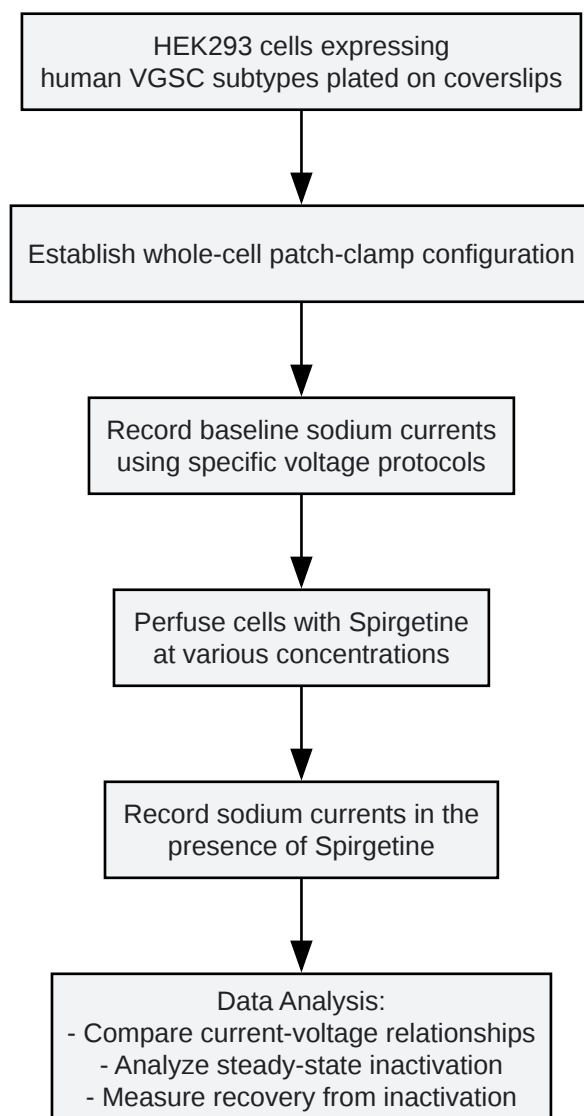 HEK293 cells expressing
human VGSC subtypes plated on coverslips
Establish whole-cell patch-clamp configuration
Record baseline sodium currents
using specific voltage protocols
Perfuse cells with Spirgetine
at various concentrations
Record sodium currents in the
presence of Spirgetine
Data Analysis:
- Compare current-voltage relationships
- Analyze steady-state inactivation
- Measure recovery from inactivation